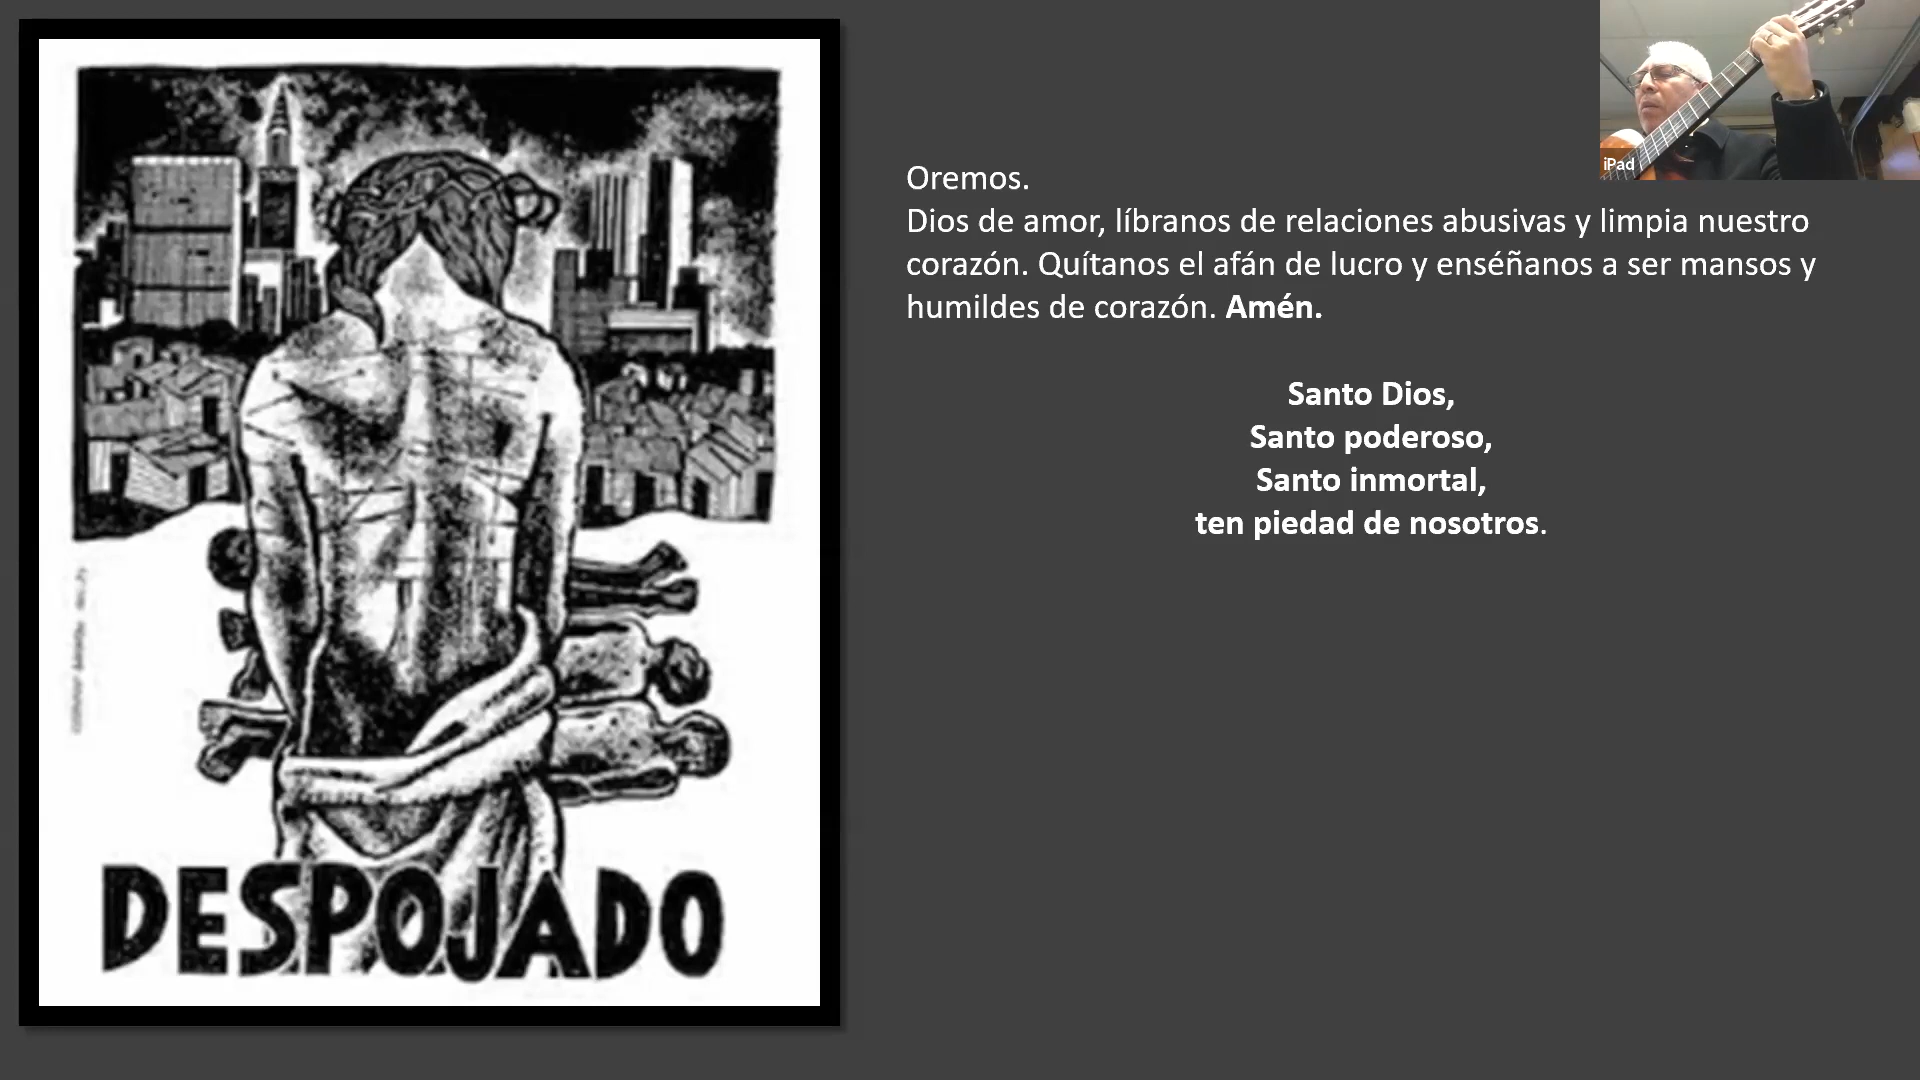 Oremos.
Dios de amor, líbranos de relaciones abusivas y limpia nuestro
corazón. Quítanos el afán de lucro y enséñanos a ser mansos y
humildes de corazón. Amén.
Santo Dios,
Santo poderoso,
Santo inmortal,
ten piedad de nosotros.
DESPOJADO
iPad